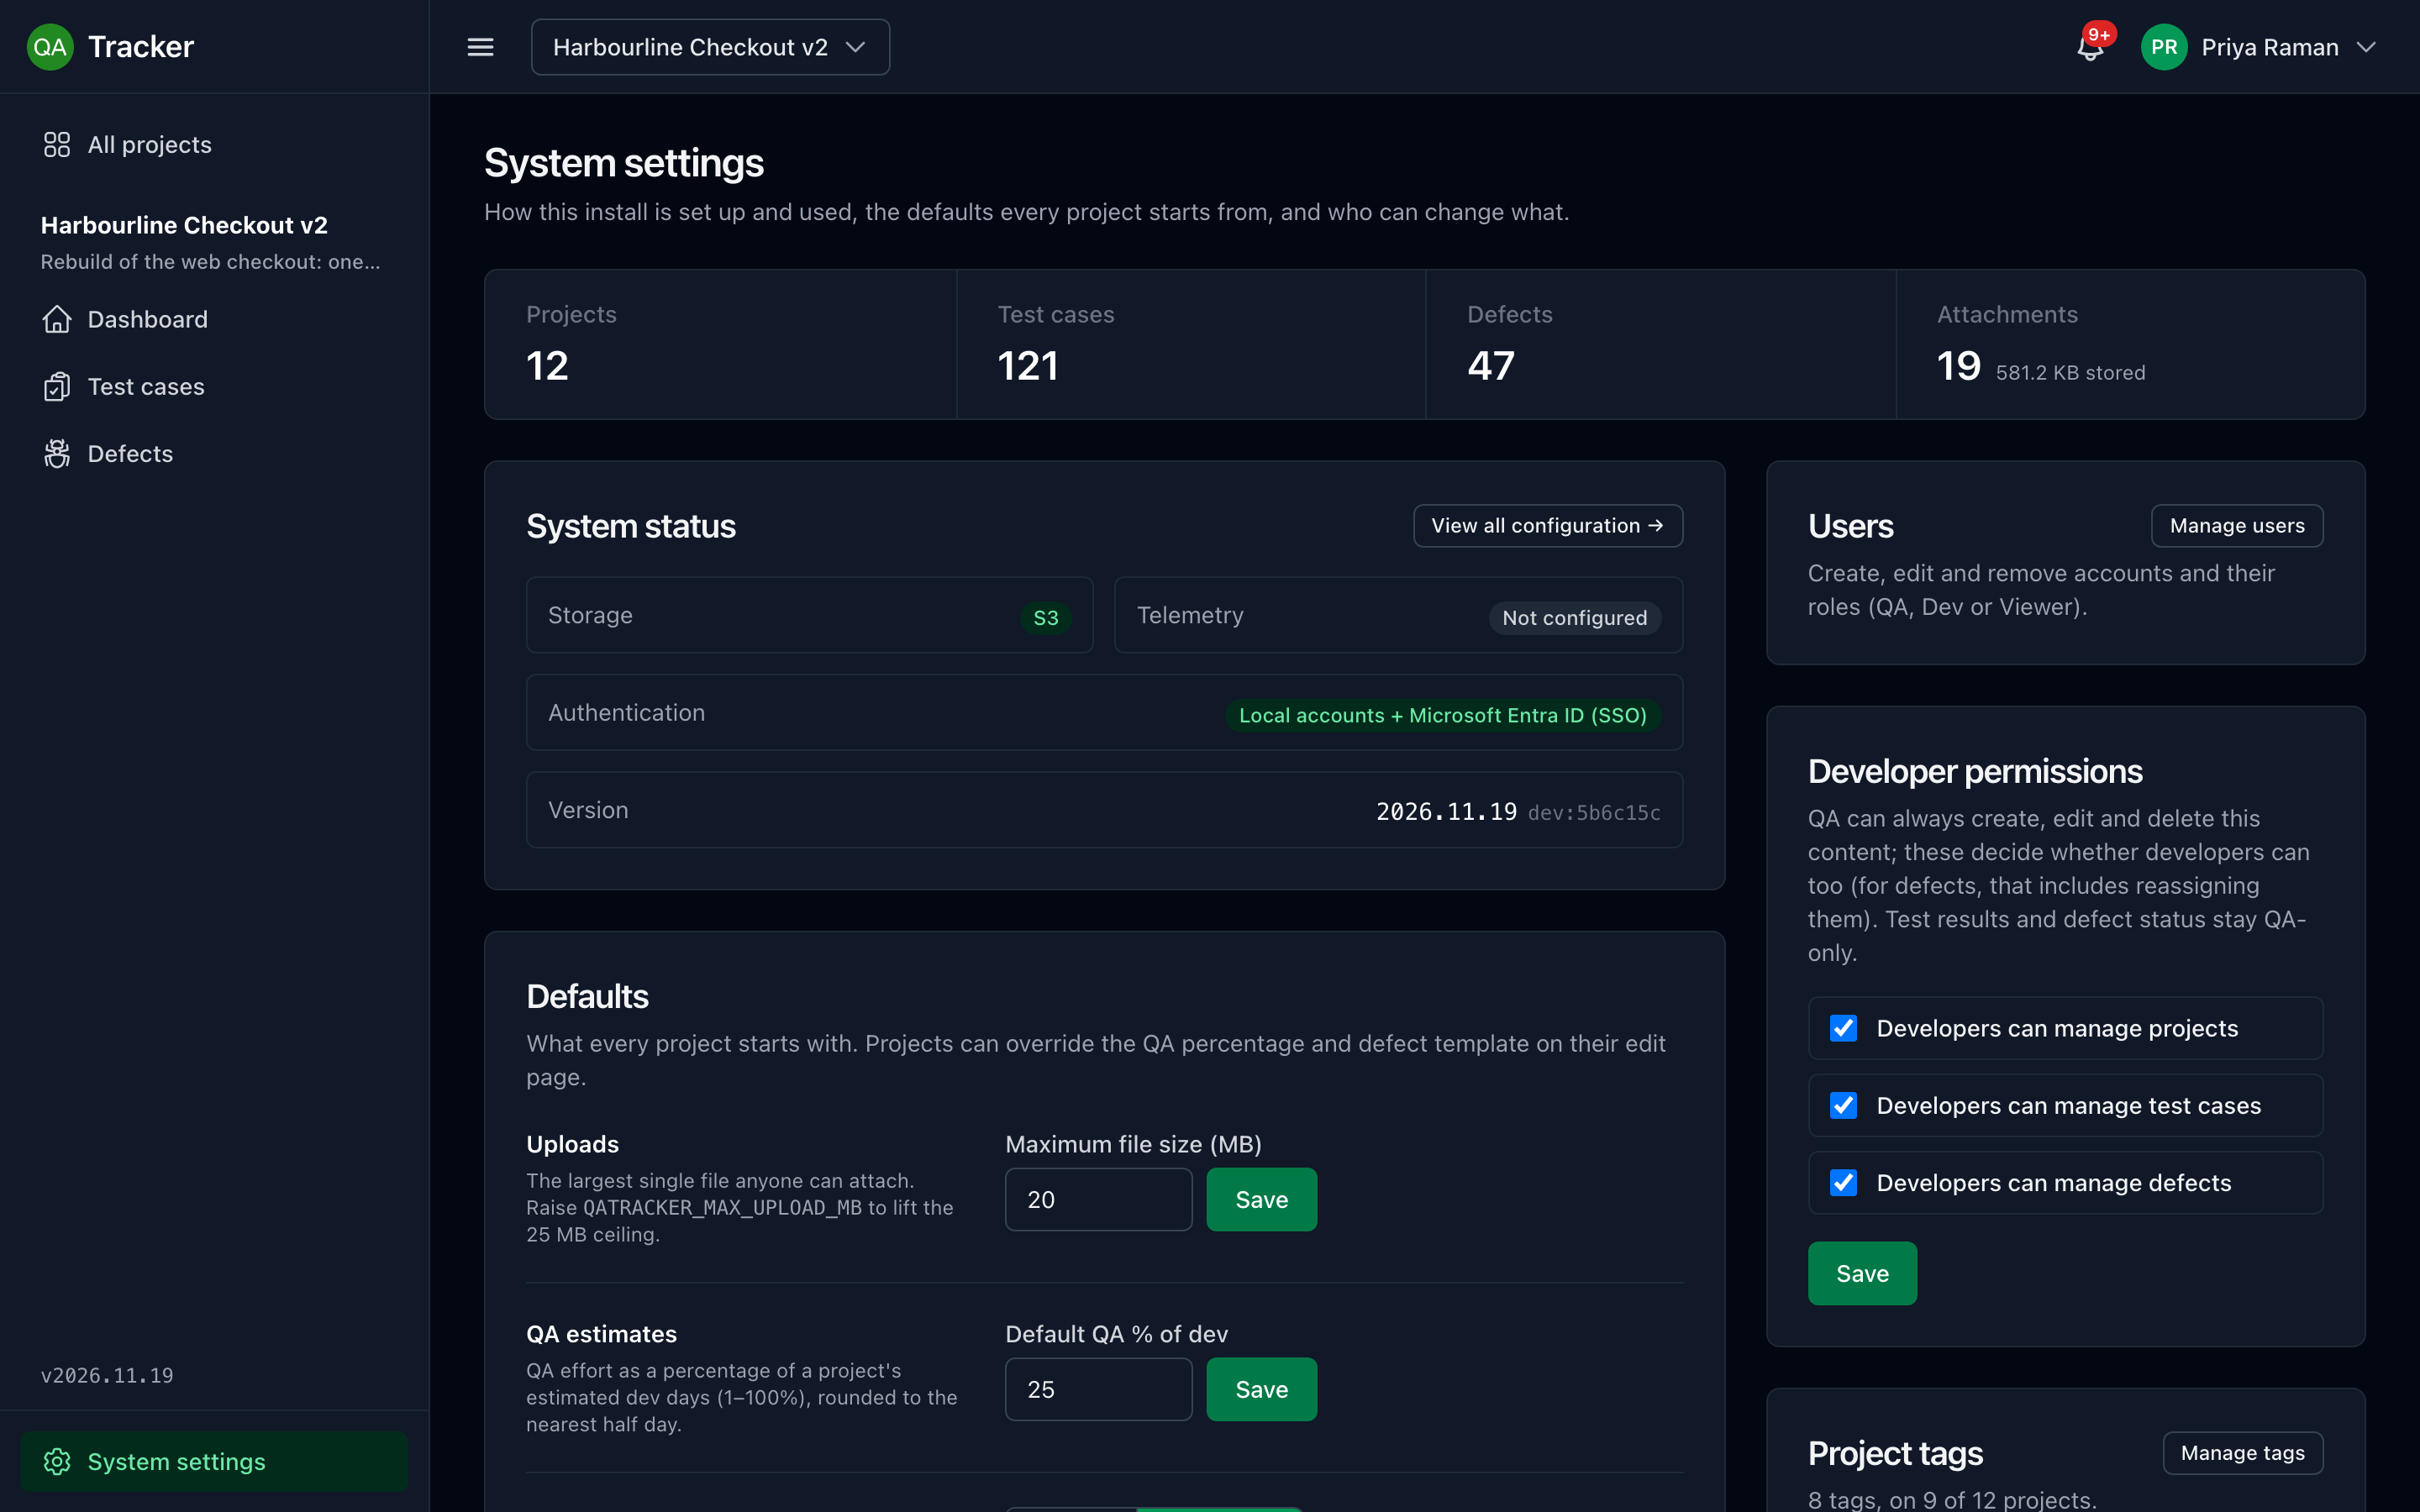 QA Tracker
Harbourline Checkout v2
9+
PR Priya Raman
All projects
Harbourline Checkout v2
Rebuild of the web checkout: one...
Dashboard
Test cases
Defects
v2026.11.19
System settings
System settings
How this install is set up and used, the defaults every project starts from, and who can change what.
Projects
12
Test cases
121
Defects
47
Attachments
19 581.2 KB stored
System status
View all configuration →
Storage S3
Telemetry Not configured
Authentication Local accounts + Microsoft Entra ID (SSO)
Version 2026.11.19 dev:5b6c15c
Defaults
What every project starts with. Projects can override the QA percentage and defect template on their edit
page.
Uploads
The largest single file anyone can attach.
Raise QATRACKER_MAX_UPLOAD_MB to lift the
25 MB ceiling.
Maximum file size (MB)
20 Save
QA estimates
QA effort as a percentage of a project's
estimated dev days (1–100%), rounded to the
nearest half day.
Default QA % of dev
25 Save
Users
Manage users
Create, edit and remove accounts and their
roles (QA, Dev or Viewer).
Developer permissions
QA can always create, edit and delete this
content; these decide whether developers can
too (for defects, that includes reassigning
them). Test results and defect status stay QA-
only.
Developers can manage projects
Developers can manage test cases
Developers can manage defects
Save
Project tags
Manage tags
8 tags, on 9 of 12 projects.